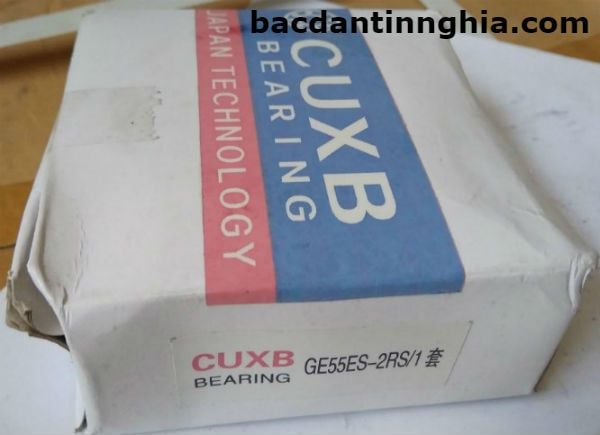 bacdantinnghia.com
CUXB
BEARING
JAPAN TECHNOLOGY
CUXB
BEARING
GE55ES-2RS/1套